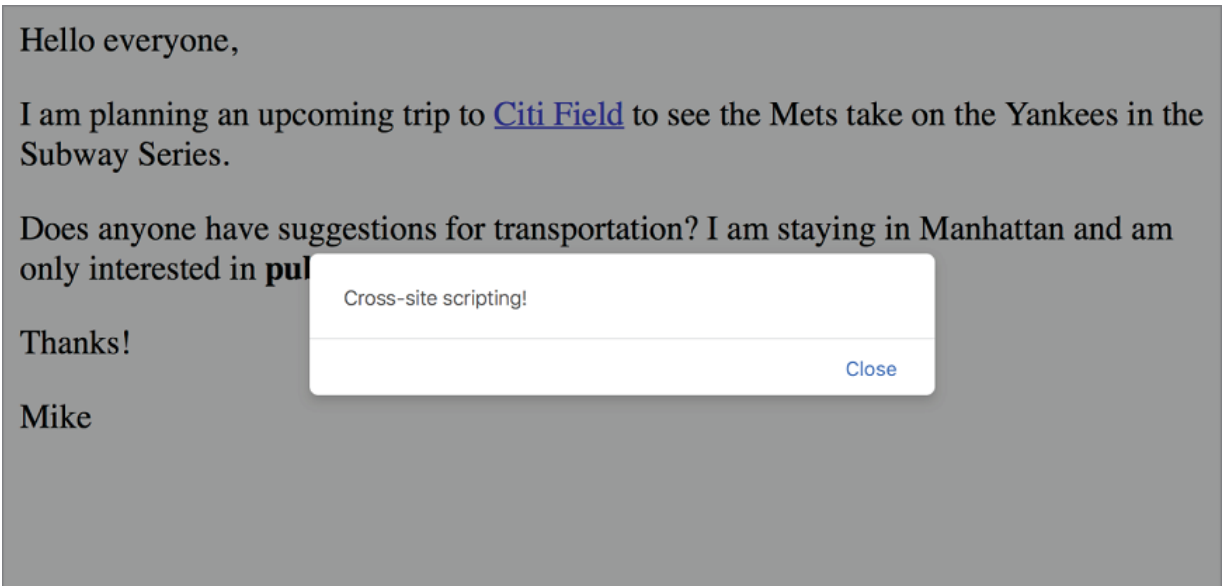 Hello everyone,
I am planning an upcoming trip to Citi Field to see the Mets take on the Yankees in the
Subway Series.
Does anyone have suggestions for transportation? I am staying in Manhattan and am
only interested in
Cross-site scripting!
Thanks!
Close
Mike